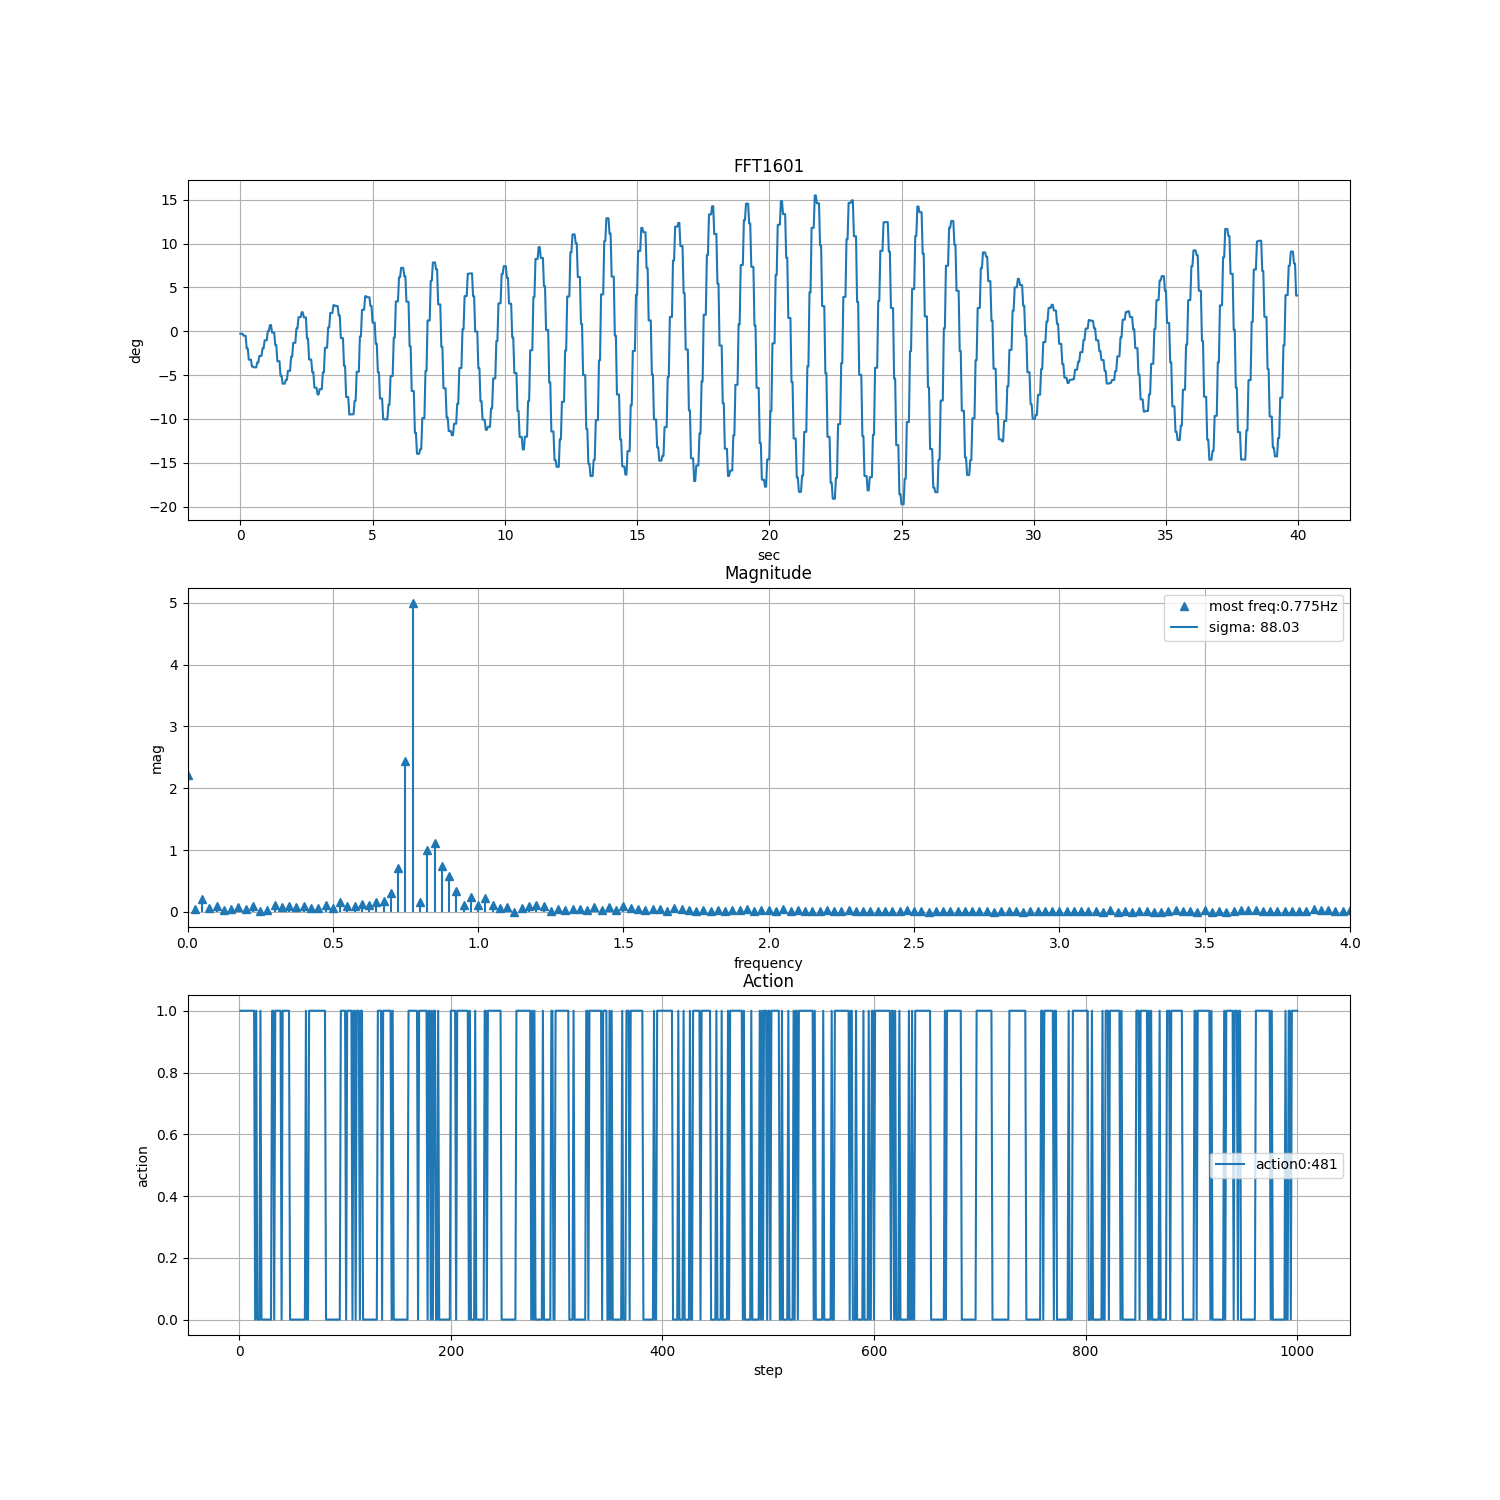 FFT1601
15
10
5
0
−5
−10
−15
−20
deg
0 5 10 15 20 25 30 35 40
sec
Magnitude
5
4
3
2
1
0
mag
most freq:0.775Hz
sigma: 88.03
0.0 0.5 1.0 1.5 2.0 2.5 3.0 3.5 4.0
frequency
Action
1.0
0.8
0.6
0.4
0.2
0.0
action
action0:481
0 200 400 600 800 1000
step